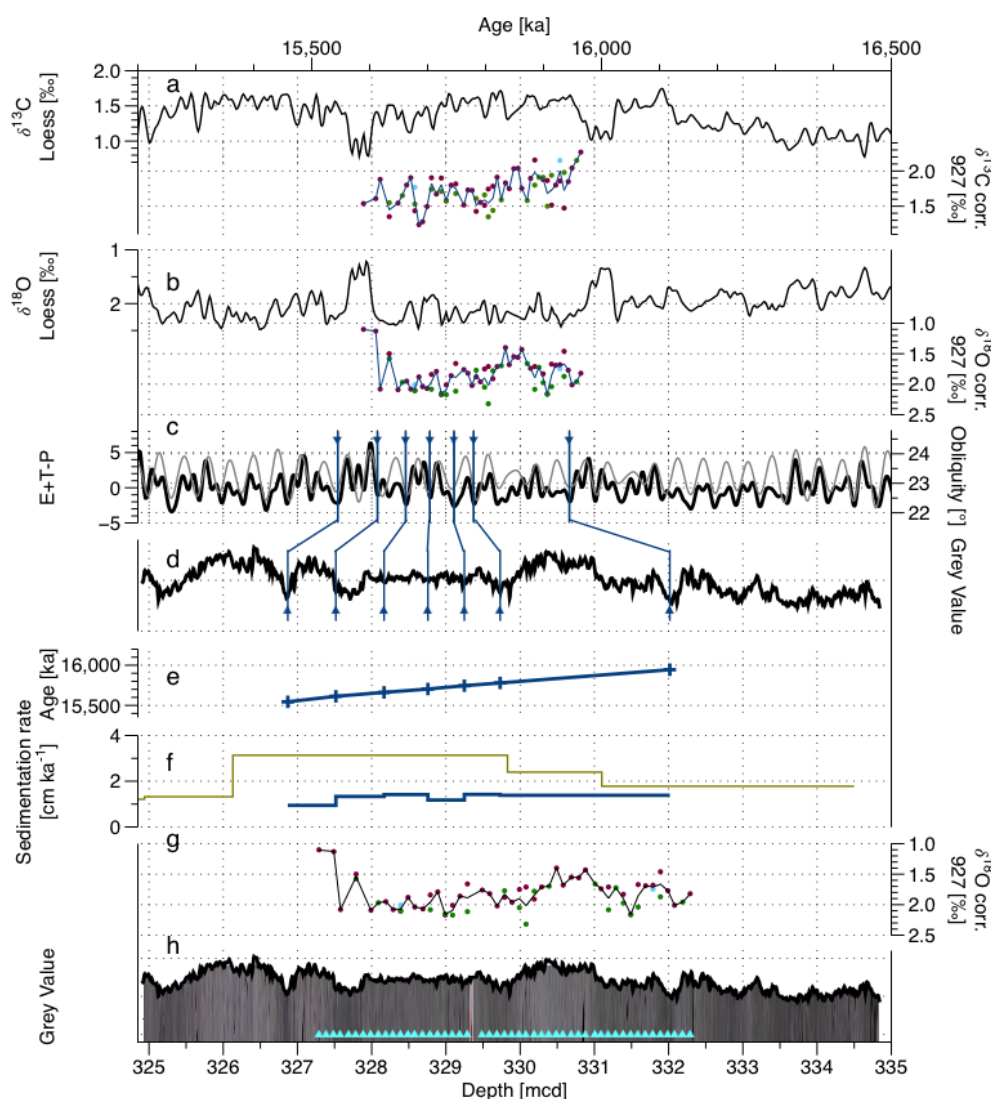 Age [ka]
15,500 16,000 16,500
a
δ13C
Loess [‰]
2.0
1.5
1.0
δ13C corr.
927 [‰]
2.0
1.5
b
δ18O
Loess [‰]
1
2
δ18O corr.
927 [‰]
1.0
1.5
2.0
2.5
c
E+T-P
5
0
−5
Obliquity [°]
24
23
22
d
Grey Value
e
Age [ka]
16,000
15,500
f
Sedimentation rate
[cm ka-1]
4
2
0
g
δ18O corr.
927 [‰]
1.0
1.5
2.0
2.5
h
Grey Value
325 326 327 328 329 330 331 332 333 334 335
Depth [mcd]